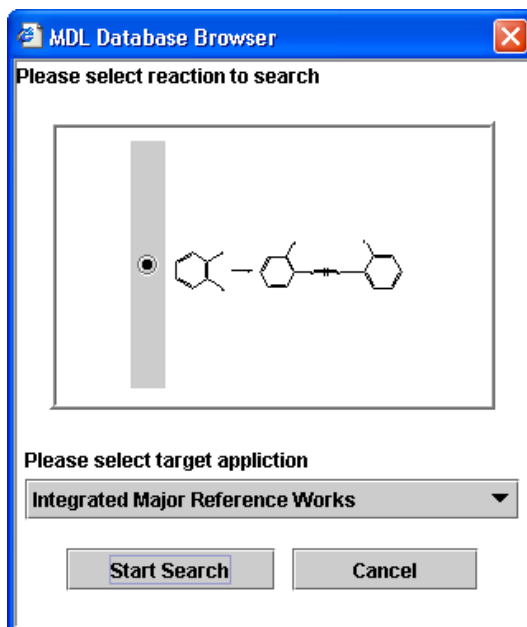 MDL Database Browser
Please select reaction to search
Please select target appliction
Integrated Major Reference Works
Start Search
Cancel